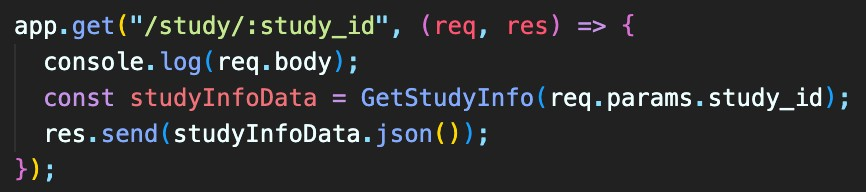 app.get("/study/:study_id", (req, res) => {
  console.log(req.body);
  const studyInfoData = GetStudyInfo(req.params.study_id);
  res.send(studyInfoData.json());
});